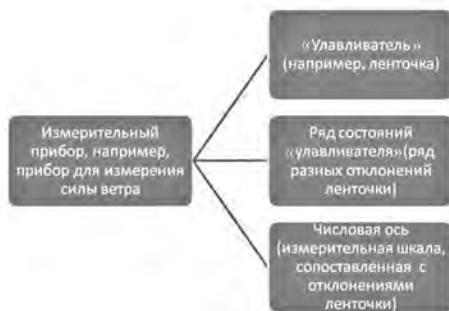 Измерительный
прибор, например,
прибор для измерения
силы ветра
«Улавливатель»
(например, ленточка)
Ряд состояний
«улавливателя»(ряд
разных отклонений
ленточки)
Числовая ось
(измерительная шкала,
сопоставленная с
отклонениями
ленточки)